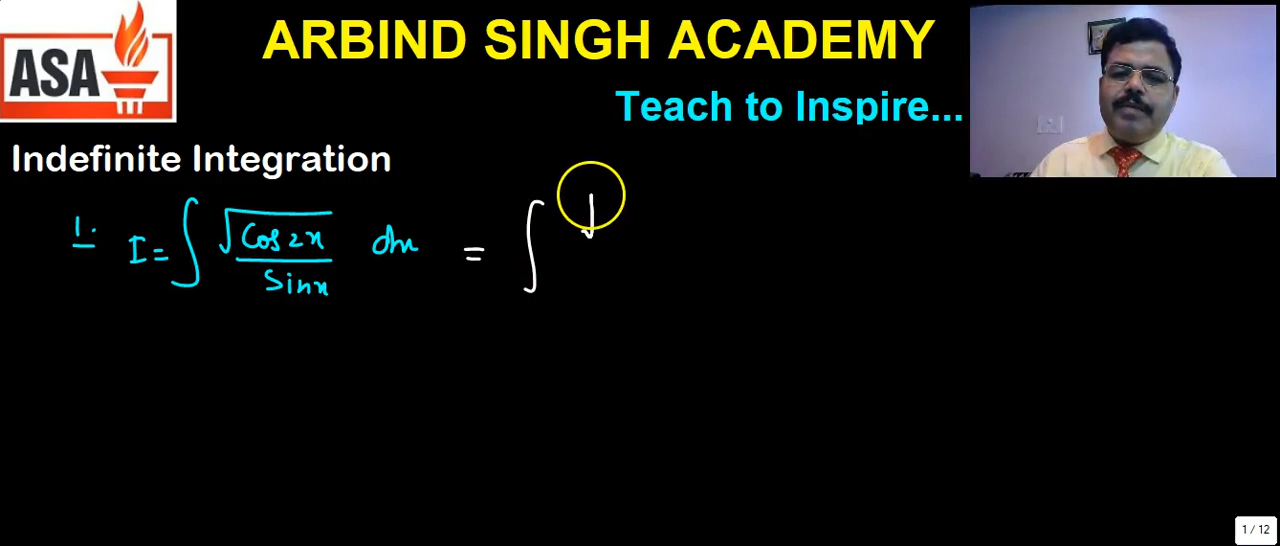 ASA
ARBIND SINGH ACADEMY
Teach to Inspire...
Indefinite Integration
1. I = ∫ √Cos2x / Sinx dx = ∫ √
1 / 12